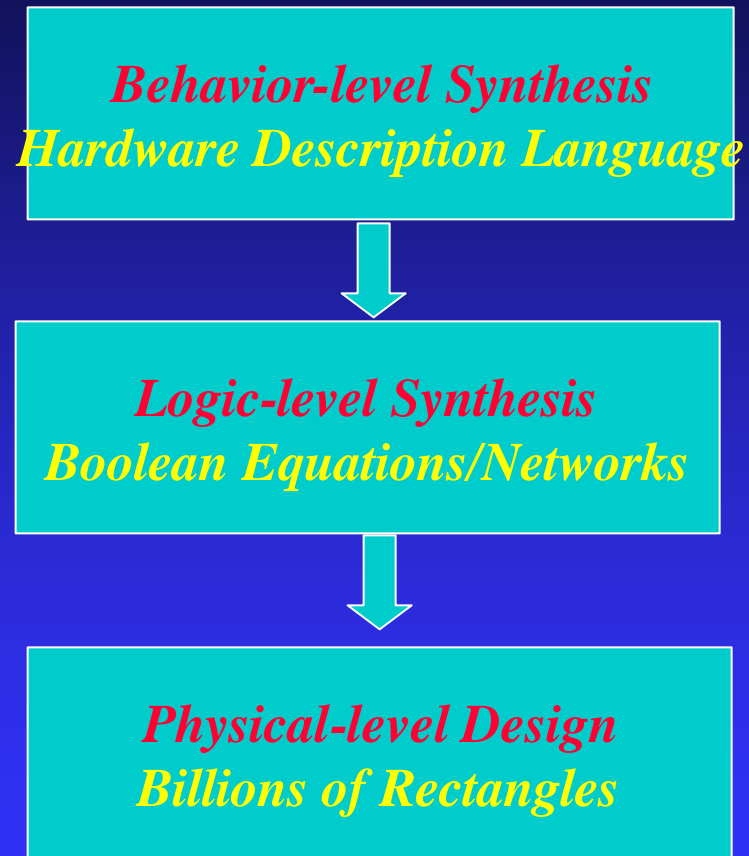 Behavior-level Synthesis
Hardware Description Language
Logic-level Synthesis
Boolean Equations/Networks
Physical-level Design
Billions of Rectangles